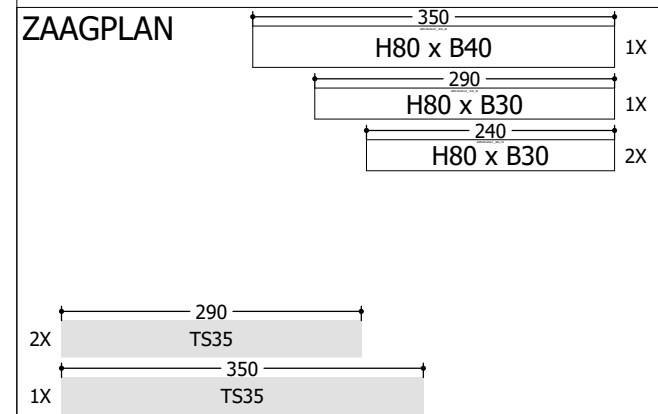 ZAAGPLAN
350
H80 x B40 1X
290
H80 x B30 1X
240
H80 x B30 2X
290
2X TS35
350
1X TS35